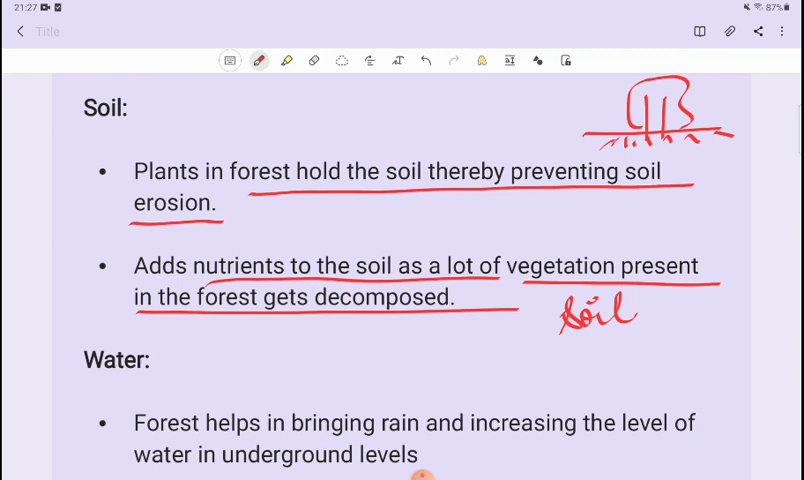 21:27
87%
Title
Soil:
• Plants in forest hold the soil thereby preventing soil
erosion.
• Adds nutrients to the soil as a lot of vegetation present
in the forest gets decomposed.
Soil
Water:
• Forest helps in bringing rain and increasing the level of
water in underground levels